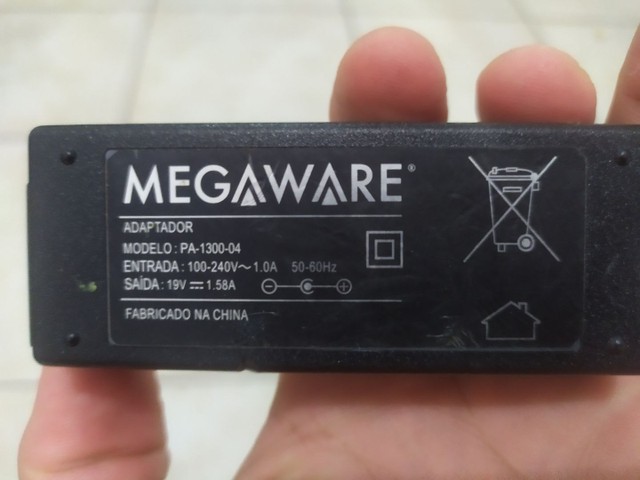 MEGAWARE®
ADAPTADOR
MODELO: PA-1300-04
ENTRADA: 100-240V～1.0A 50-60Hz
SAÍDA: 19V ⎓ 1.58A
FABRICADO NA CHINA